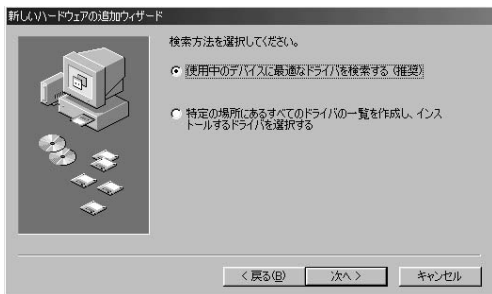 新しいハードウェアの追加ウィザード
検索方法を選択してください。
使用中のデバイスに最適なドライバを検索する (推奨)
特定の場所にあるすべてのドライバの一覧を作成し、インス
トールするドライバを選択する
< 戻る(B)
次へ >
キャンセル